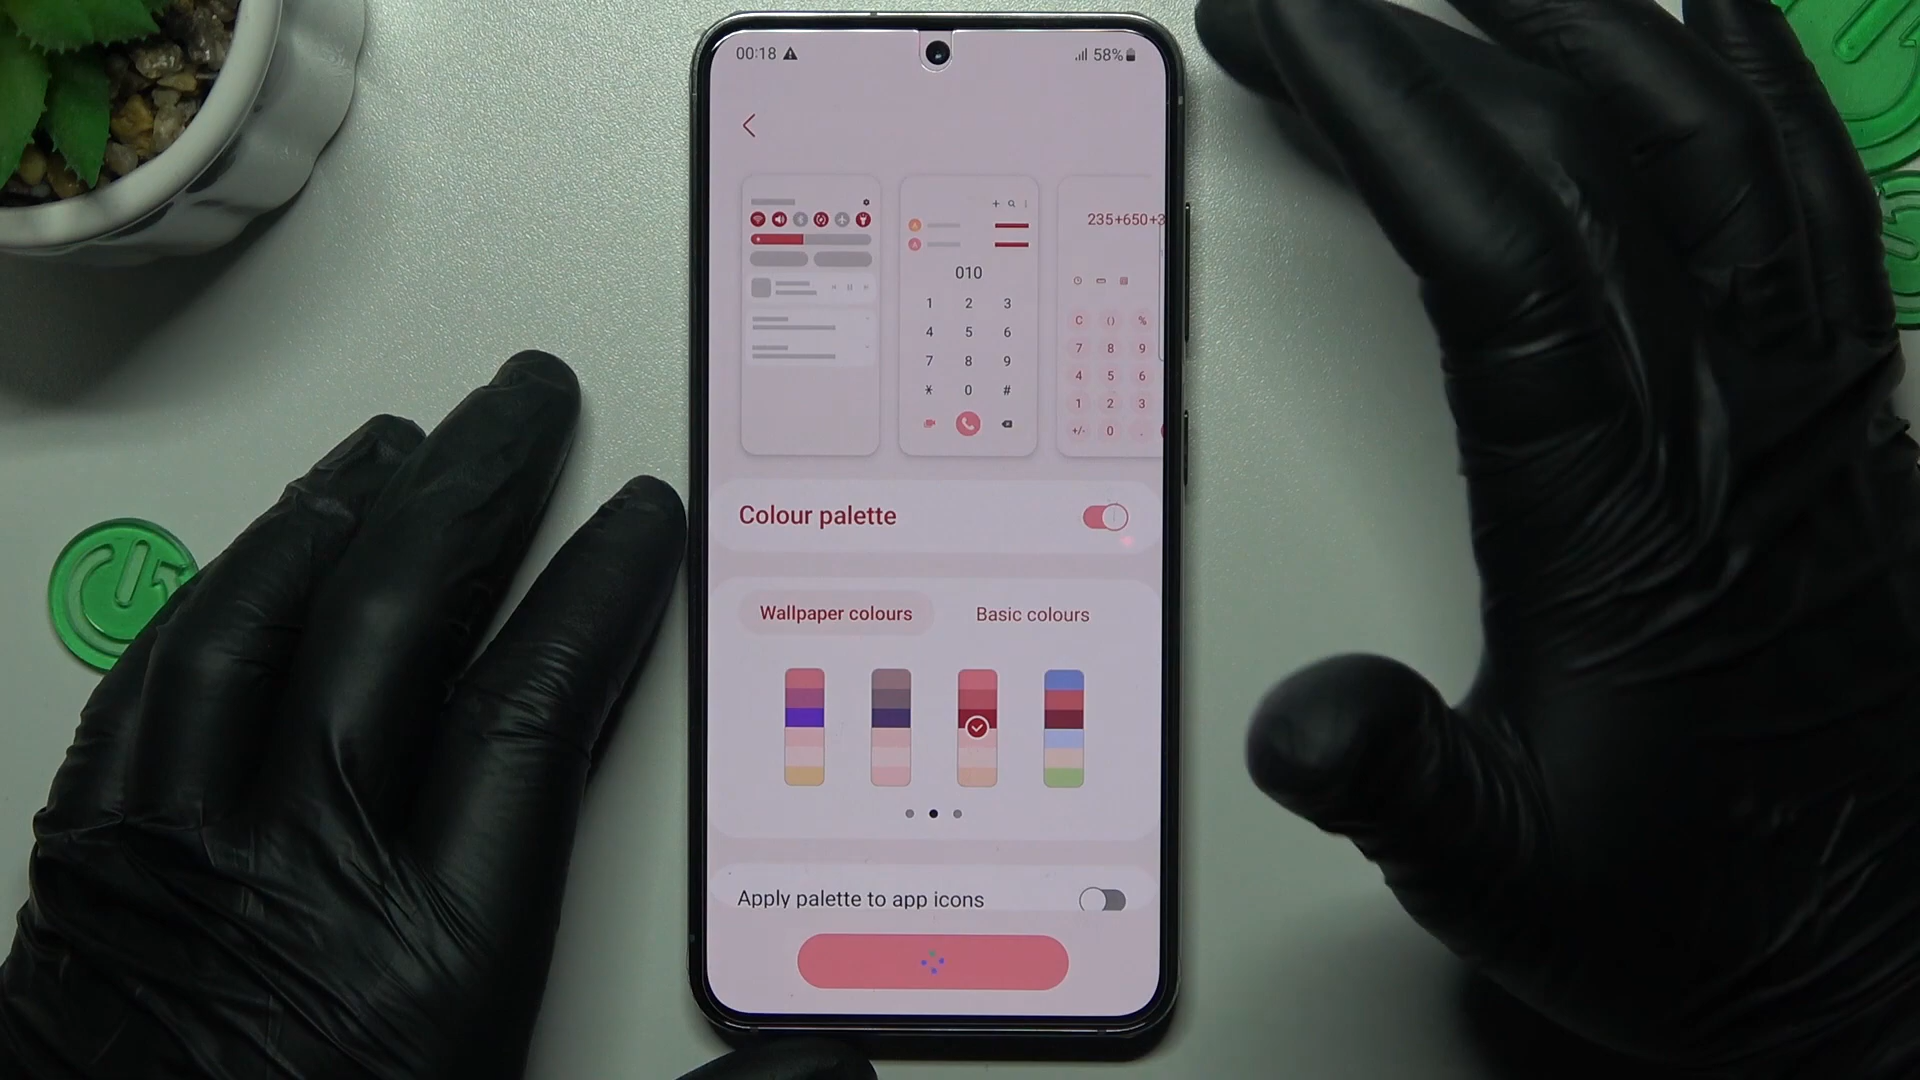 00:18
58%
010
1 2 3
4 5 6
7 8 9
* 0 #
235+650+3
C () %
7 8 9
4 5 6
1 2 3
+/- 0 .
Colour palette
Wallpaper colours
Basic colours
Apply palette to app icons